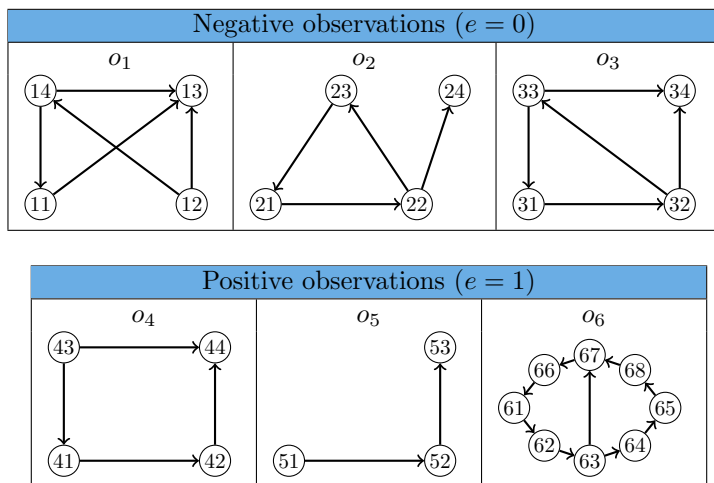 Negative observations (e = 0)
o₁ o₂ o₃
14 13 23 24 33 34
11 12 21 22 31 32
Positive observations (e = 1)
o₄ o₅ o₆
43 44 53 67
66 68
61 65
62 64
41 42 51 52 63